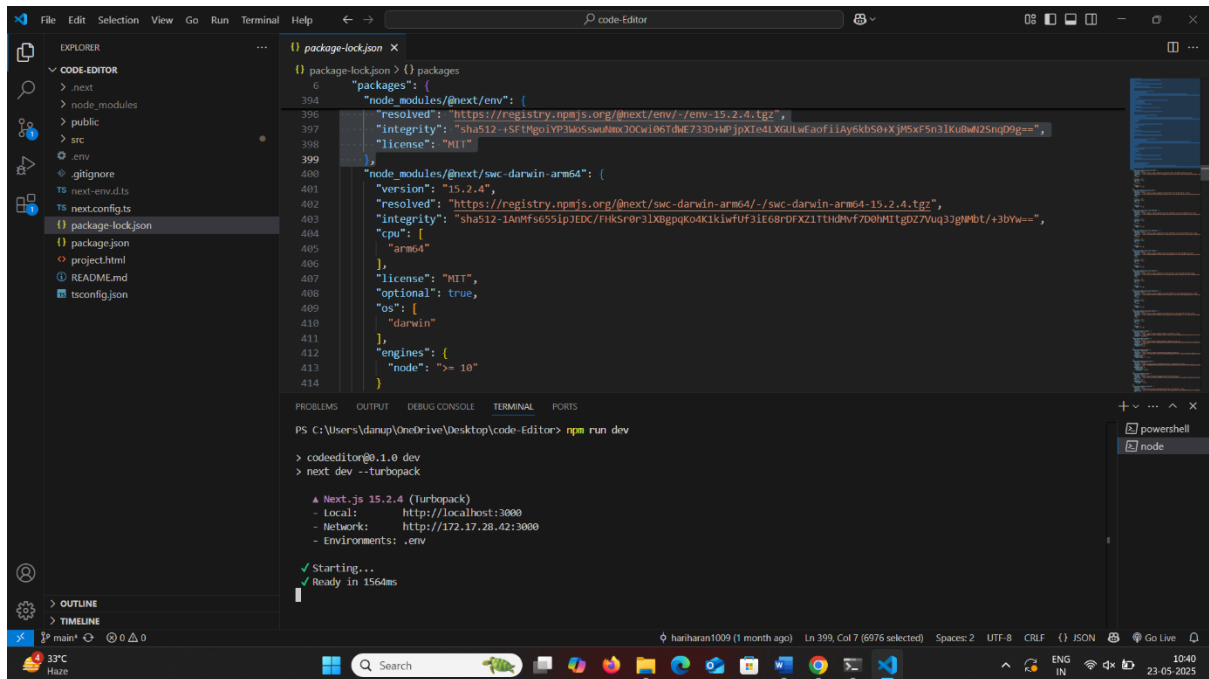 File Edit Selection View Go Run Terminal Help
code-Editor
EXPLORER
CODE-EDITOR
.next
node_modules
public
src
.env
.gitignore
TS next-env.d.ts
TS next.config.ts
{} package-lock.json
{} package.json
<> project.html
README.md
tsconfig.json
OUTLINE
TIMELINE
{} package-lock.json
{} package-lock.json > {} packages
6 "packages": {
394 "node_modules/@next/env": {
396 "resolved": "https://registry.npmjs.org/@next/env/-/env-15.2.4.tgz",
397 "integrity":
398 "license": "MIT"
399 },
400 "node_modules/@next/swc-darwin-arm64": {
401 "version": "15.2.4",
402 "resolved": "https://registry.npmjs.org/@next/swc-darwin-arm64/-/swc-darwin-arm64-15.2.4.tgz",
403 "integrity":
404 "cpu": [
405 "arm64"
406 ],
407 "license": "MIT",
408 "optional": true,
409 "os": [
410 "darwin"
411 ],
412 "engines": {
413 "node": ">= 10"
414 }
PROBLEMS OUTPUT DEBUG CONSOLE TERMINAL PORTS
PS C:\Users\danup\OneDrive\Desktop\code-Editor> npm run dev
> codeeditor@0.1.0 dev
> next dev --turbopack
▲ Next.js 15.2.4 (Turbopack)
- Local: http://localhost:3000
- Network: http://172.17.28.42:3000
- Environments: .env
✓ Starting...
✓ Ready in 1564ms
powershell
node
main* 0 0
hariharan1009 (1 month ago) Ln 399, Col 7 (6976 selected) Spaces: 2 UTF-8 CRLF {} JSON Go Live
4
33°C
Haze
Search
ENG
IN
10:40
23-05-2025